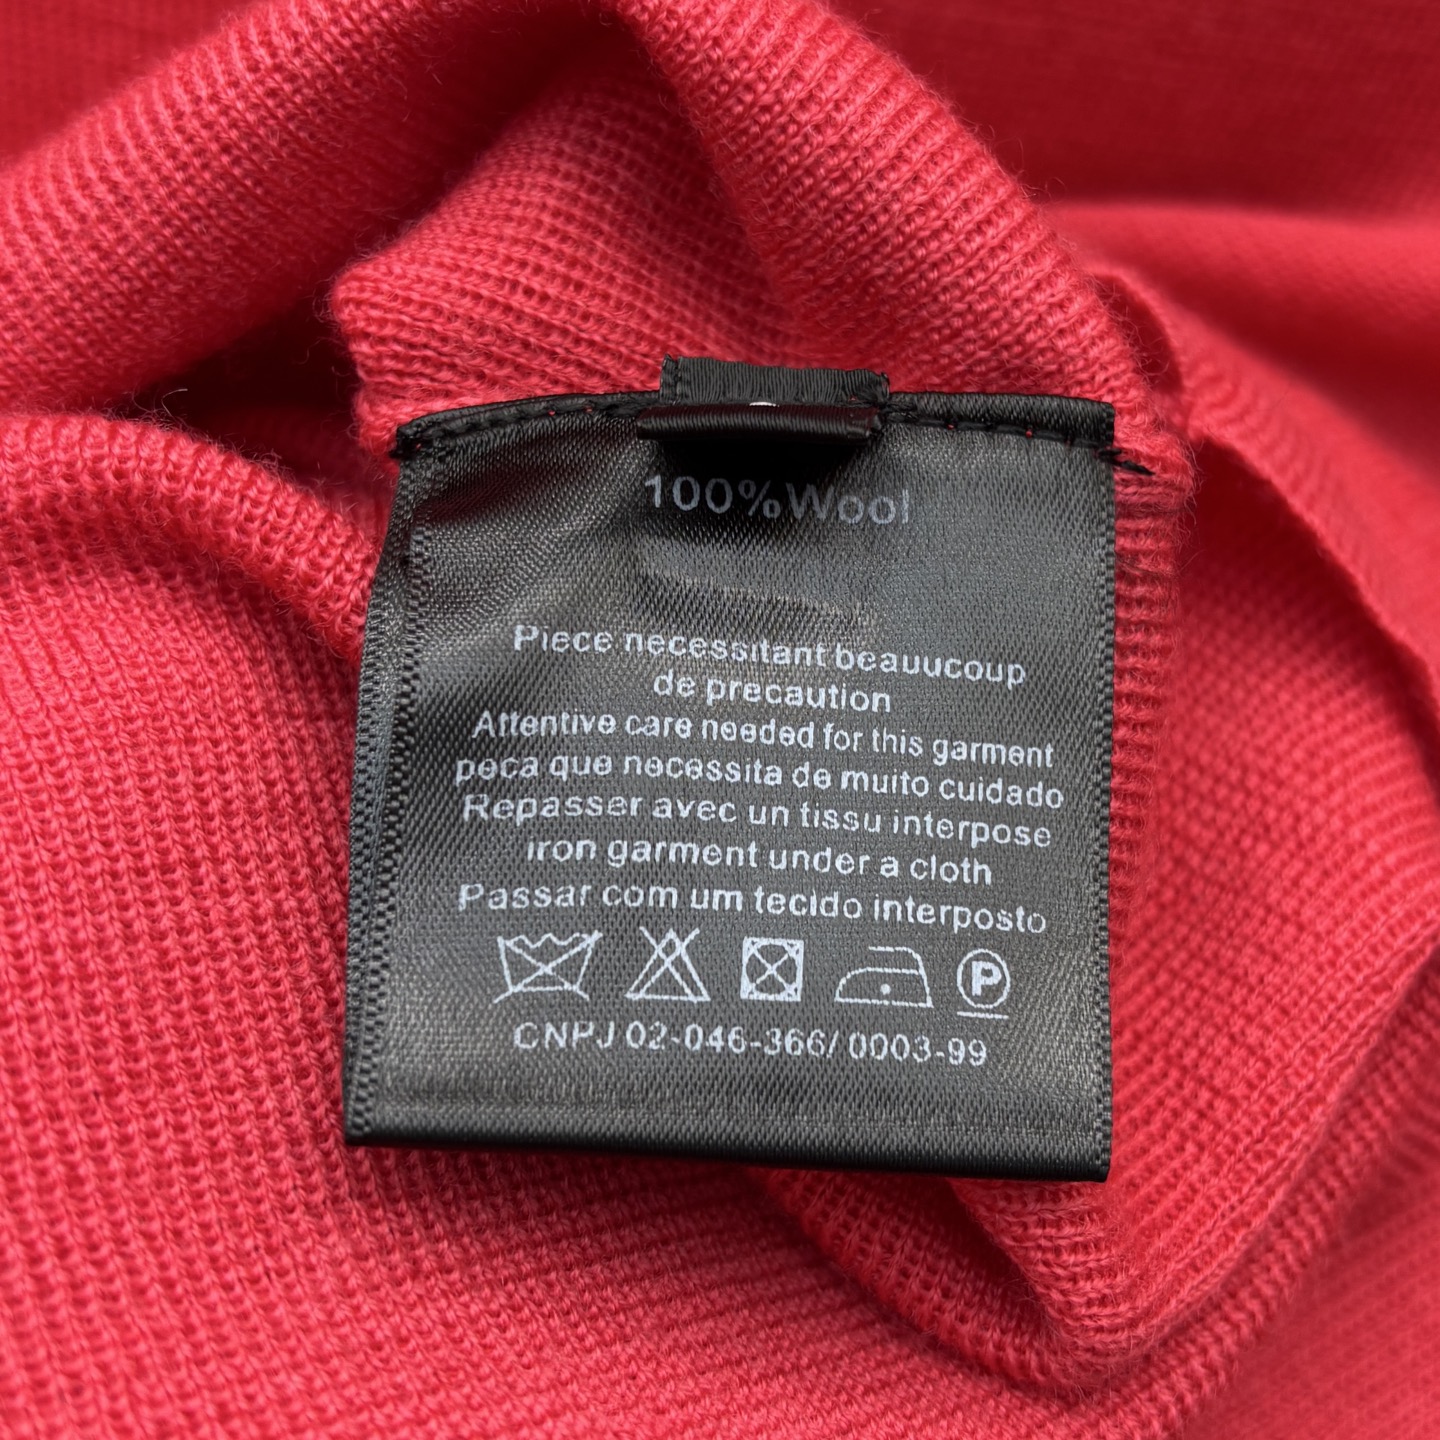 100%Wool
Piece necessitant beauucoup
de precaution
Attentive care needed for this garment
peca que necessita de muito cuidado
Repasser avec un tissu interpose
iron garment under a cloth
Passar com um tecido interposto
P
CNPJ 02-046-366/ 0003-99